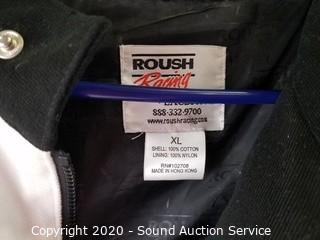 ROUSH
Racing
888-332-9700
www.roushracing.com
XL
SHELL: 100% COTTON
LINING: 100% NYLON
RN#102708
MADE IN HONG KONG
Copyright 2020 - Sound Auction Service